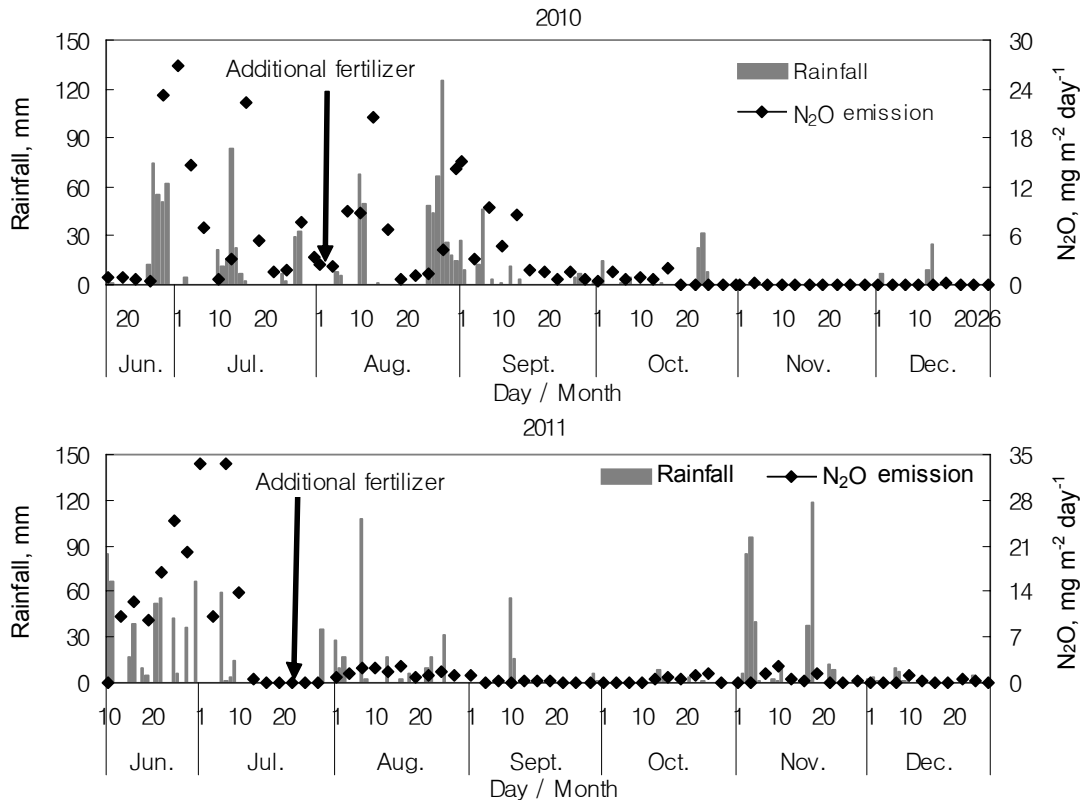 2010
150 30
Additional fertilizer
Rainfall
120 24
N₂O emission
90 18
60 12
30 6
0 0
Rainfall, mm
N₂O, mg m⁻² day⁻¹
20 1 10 20 1 10 20 1 10 20 1 10 20 1 10 20 1 10 2026
Jun. Jul. Aug. Sept. Oct. Nov. Dec.
Day / Month
2011
150 35
Additional fertilizer
Rainfall N₂O emission
120 28
90 21
60 14
30 7
0 0
Rainfall, mm
N₂O, mg m⁻² day⁻¹
10 20 1 10 20 1 10 20 1 10 20 1 10 20 1 10 20 1 10 20
Jun. Jul. Aug. Sept. Oct. Nov. Dec.
Day / Month